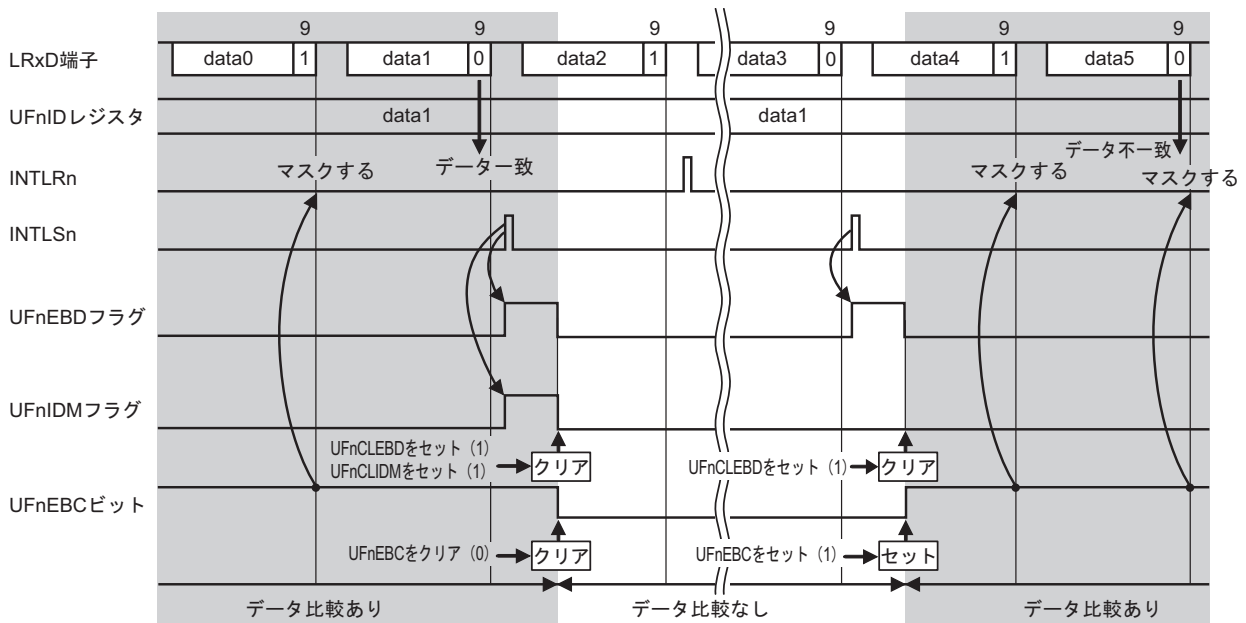 9 9 9 9 9 9
LRxD端子 data0 1 data1 0 data2 1 data3 0 data4 1 data5 0
UFnIDレジスタ data1 data1
データ不一致
マスクする データ一致 マスクする マスクする
INTLRn
INTLSn
UFnEBDフラグ
UFnIDMフラグ
UFnCLEBDをセット（1）
UFnCLIDMをセット（1） クリア UFnCLEBDをセット（1） クリア
UFnEBCビット
UFnEBCをクリア（0） クリア UFnEBCをセット（1） セット
データ比較あり データ比較なし データ比較あり